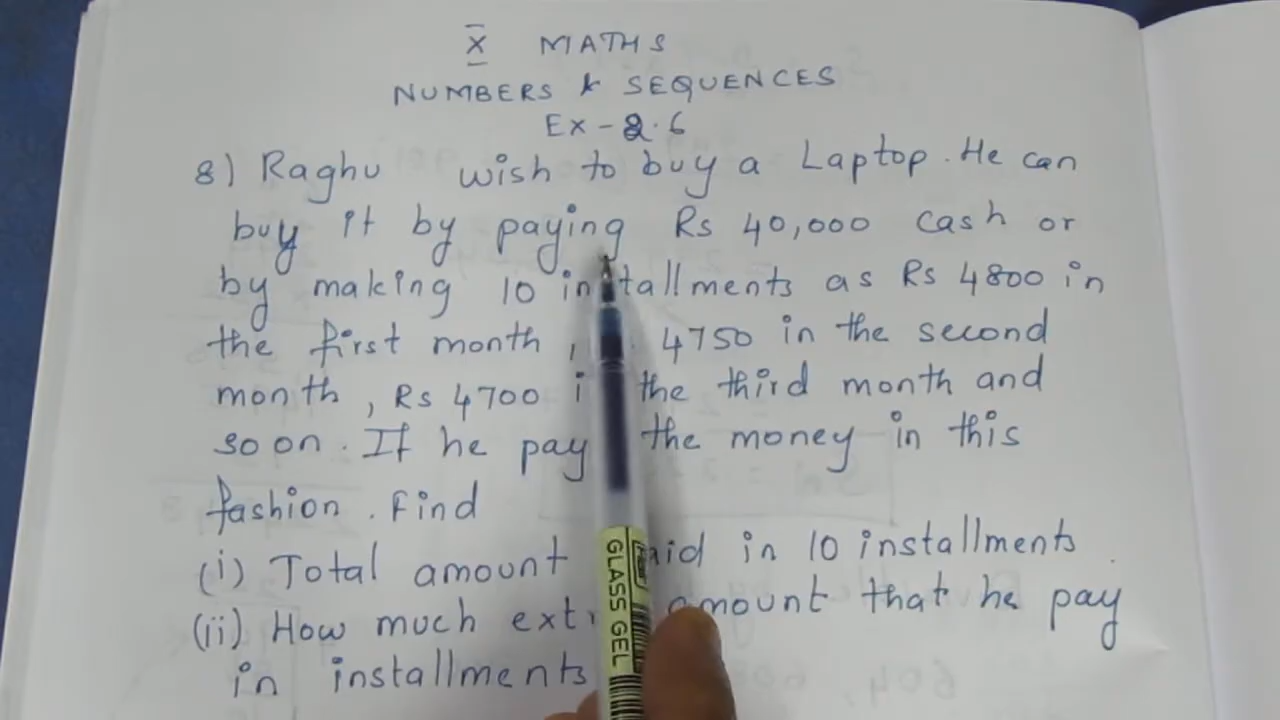 X MATHS
NUMBERS & SEQUENCES
Ex - 2.6
8) Raghu wish to buy a Laptop. He can
buy it by paying Rs 40,000 cash or
by making 10 installments as Rs 4800 in
the first month, 4750 in the second
month, Rs 4700 the third month and
so on. If he pay the money in this
fashion. Find
(i) Total amount in 10 installments
(ii) How much amount that he pay
in installments
GLASS GEL